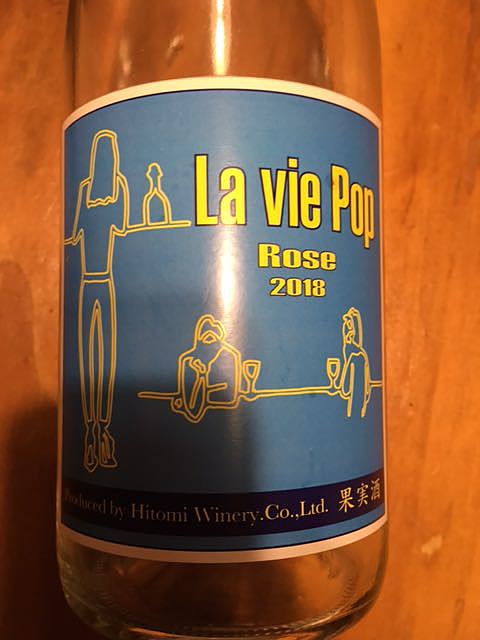 La vie Pop
Rose
2018
Produced by Hitomi Winery.Co.,Ltd. 果実酒